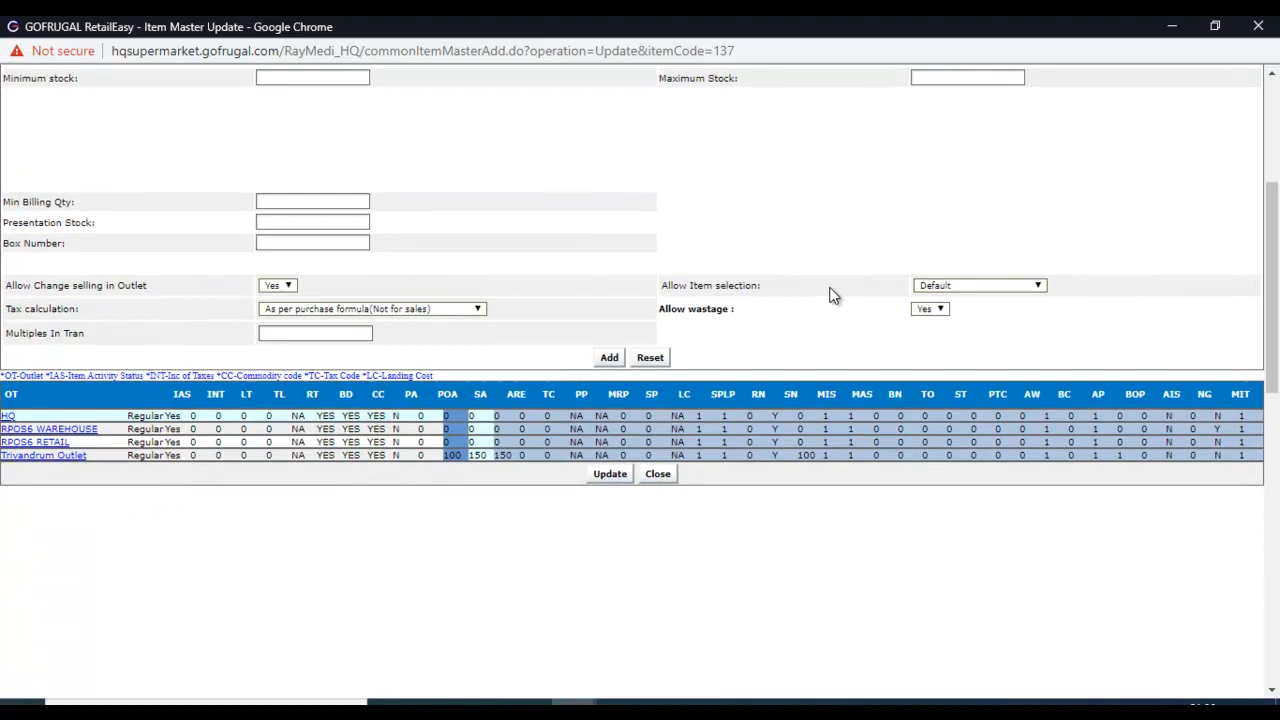 GOFRUGAL RetailEasy - Item Master Update - Google Chrome
Not secure hqsupermarket.gofrugal.com/RayMedi_HQ/commonItemMasterAdd.do?operation=Update&itemCode=137
Minimum stock: Maximum Stock:
Min Billing Qty:
Presentation Stock:
Box Number:
Allow Change selling in Outlet Yes Allow Item selection: Default
Tax calculation: As per purchase formula(Not for sales) Allow wastage : Yes
Multiples In Tran
Add Reset
*OT-Outlet *IAS-Item Activity Status *INT-Inc of Taxes *CC-Commodity code *TC-Tax Code *LC-Landing Cost
OT IAS INT LT TL RT BD CC PA POA SA ARE TC PP MRP SP LC SPLP RN SN MIS MAS BN TO ST PTC AW BC AP BOP AIS NG MIT
HQ Regular Yes 0 0 0 0 NA YES YES YES N 0 0 0 0 0 0 NA NA 0 0 NA 1 1 0 Y 0 1 1 0 0 0 0 0 1 0 1 0 0 N 0 N 1
RPOS6 WAREHOUSE Regular Yes 0 0 0 0 NA YES YES YES N 0 0 0 0 0 0 NA NA 0 0 NA 1 1 0 Y 0 1 1 0 0 0 0 0 1 0 1 0 0 N 0 Y 1
RPOS6 RETAIL Regular Yes 0 0 0 0 NA YES YES YES N 0 0 0 0 0 0 NA NA 0 0 NA 1 1 0 Y 0 1 1 0 0 0 0 0 1 0 1 0 0 N 0 N 1
Trivandrum Outlet Regular Yes 0 0 0 0 NA YES YES YES N 0 100 150 150 0 0 NA NA 0 0 NA 1 1 0 Y 100 1 1 0 0 0 0 0 1 0 1 1 0 N 0 N 1
Update Close